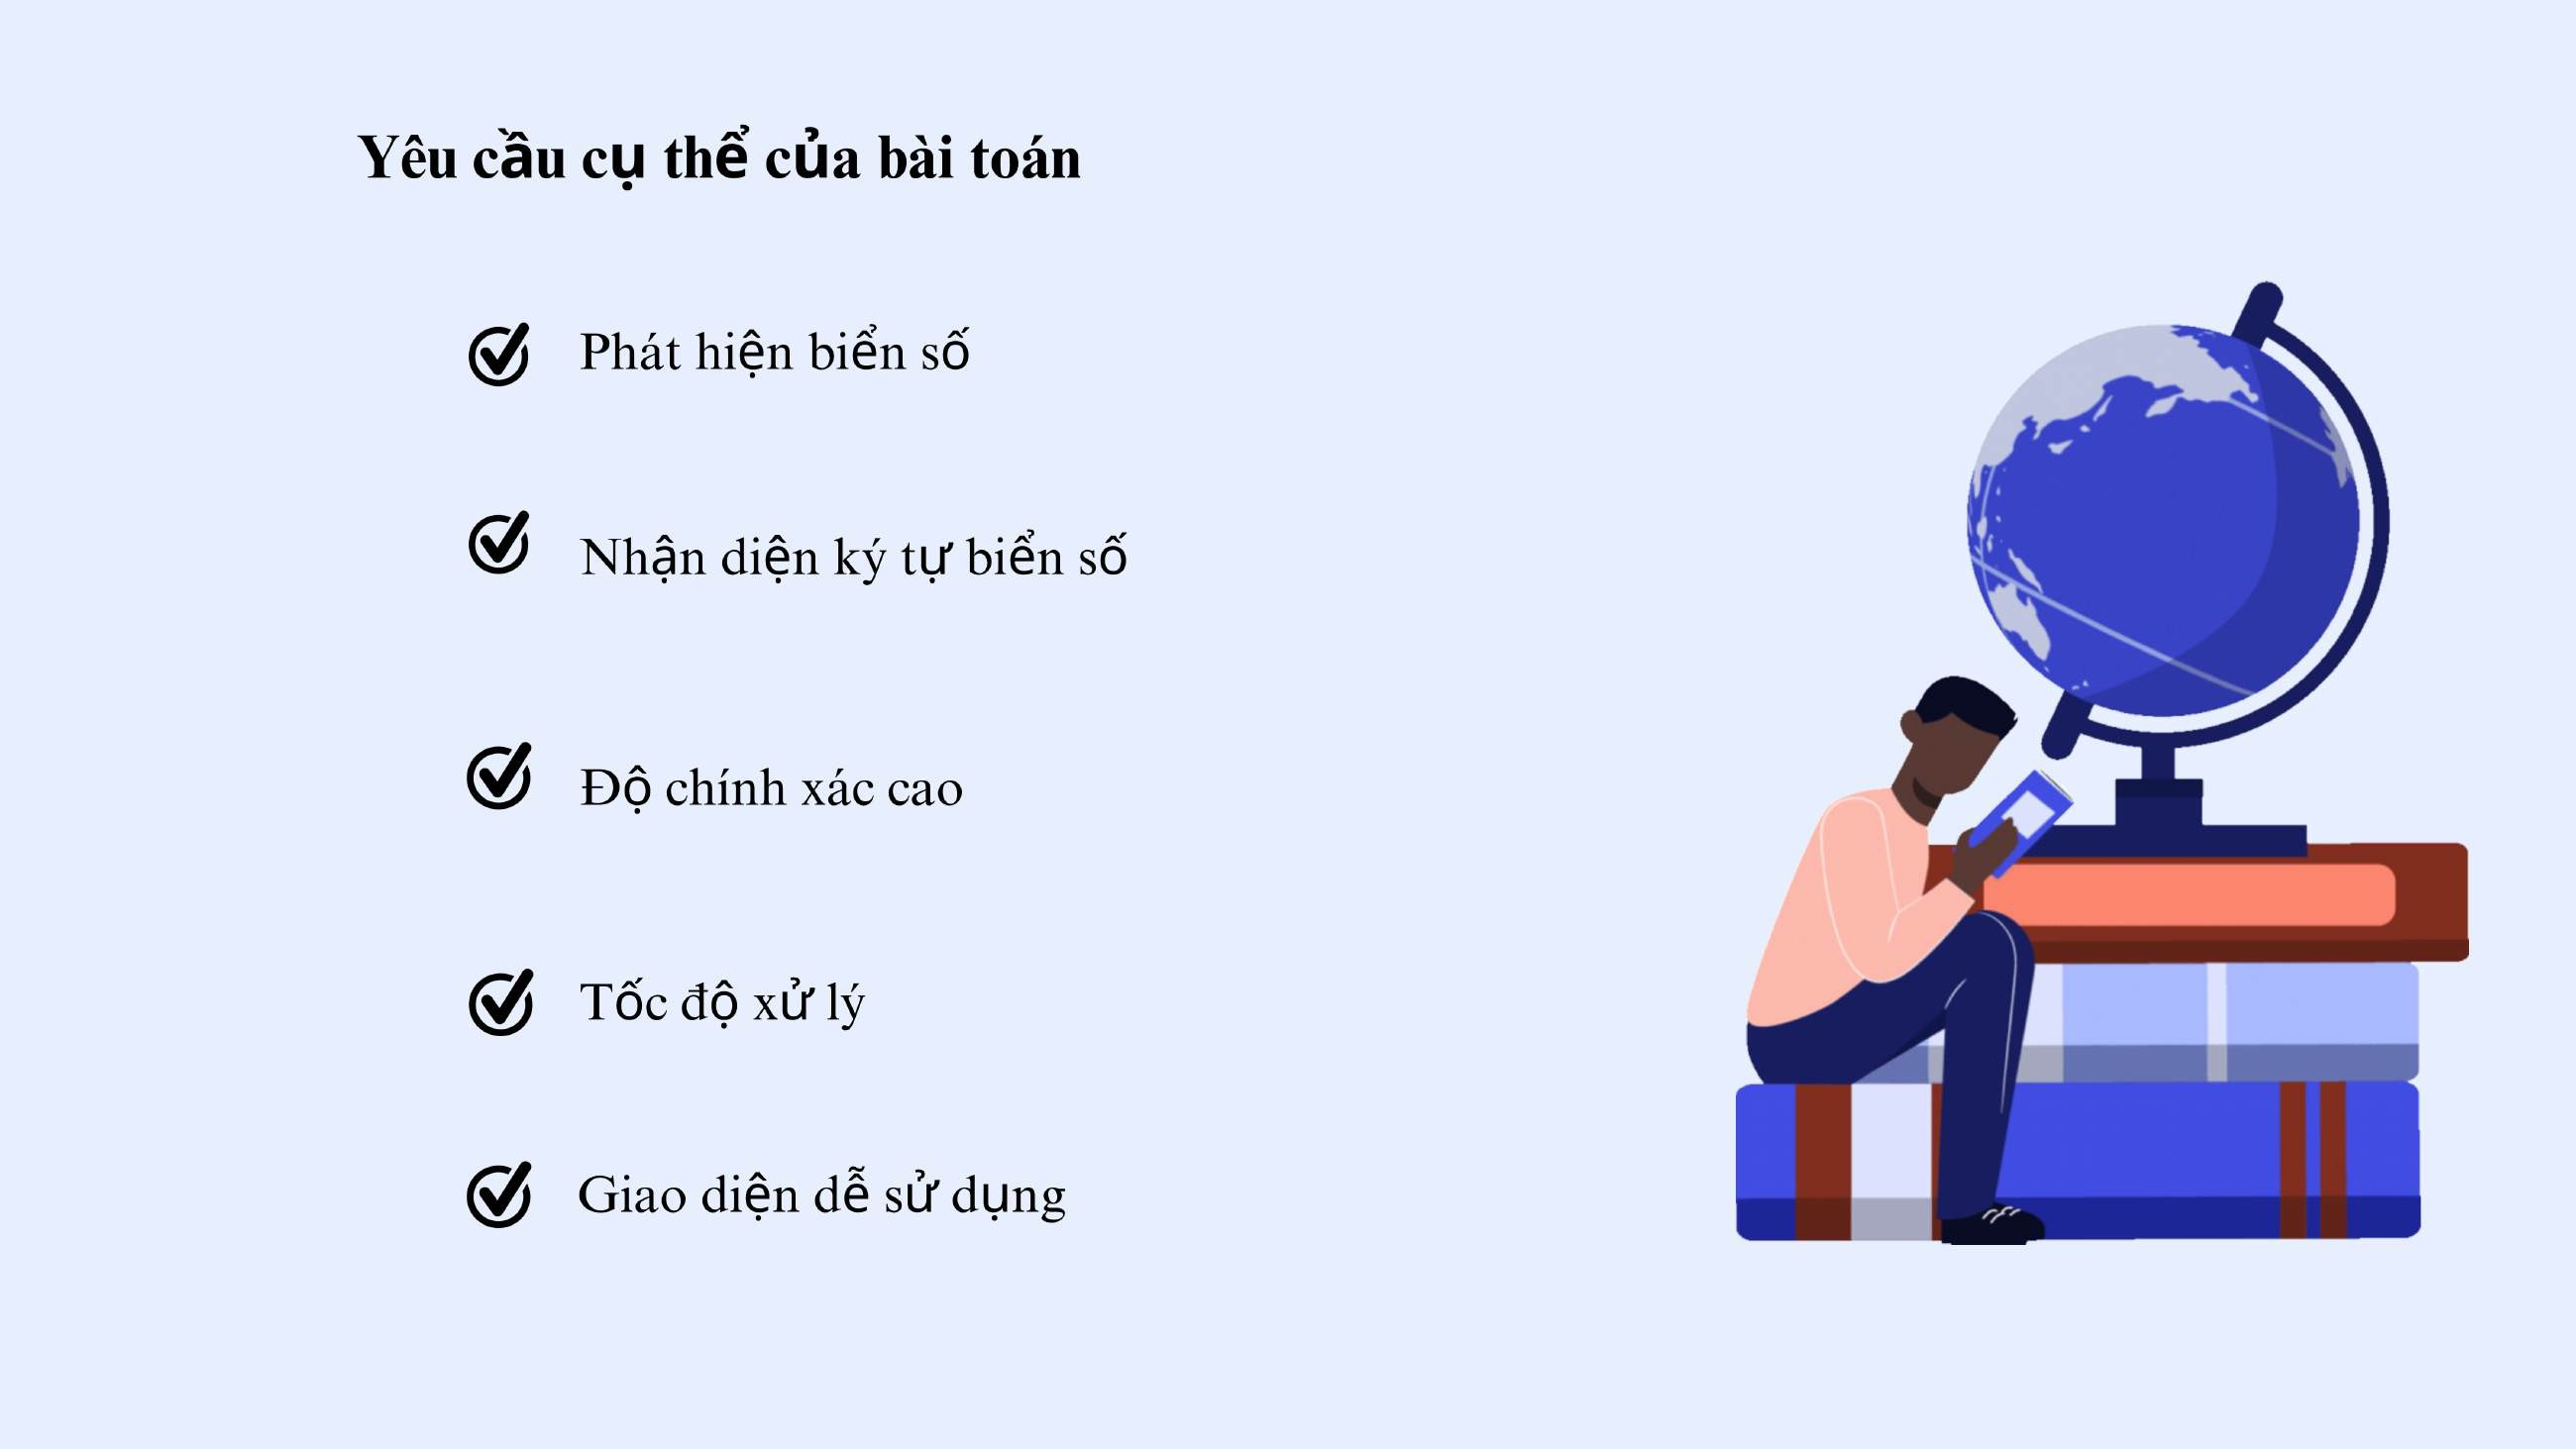 Yêu cầu cụ thể của bài toán
Phát hiện biển số
Nhận diện ký tự biển số
Độ chính xác cao
Tốc độ xử lý
Giao diện dễ sử dụng